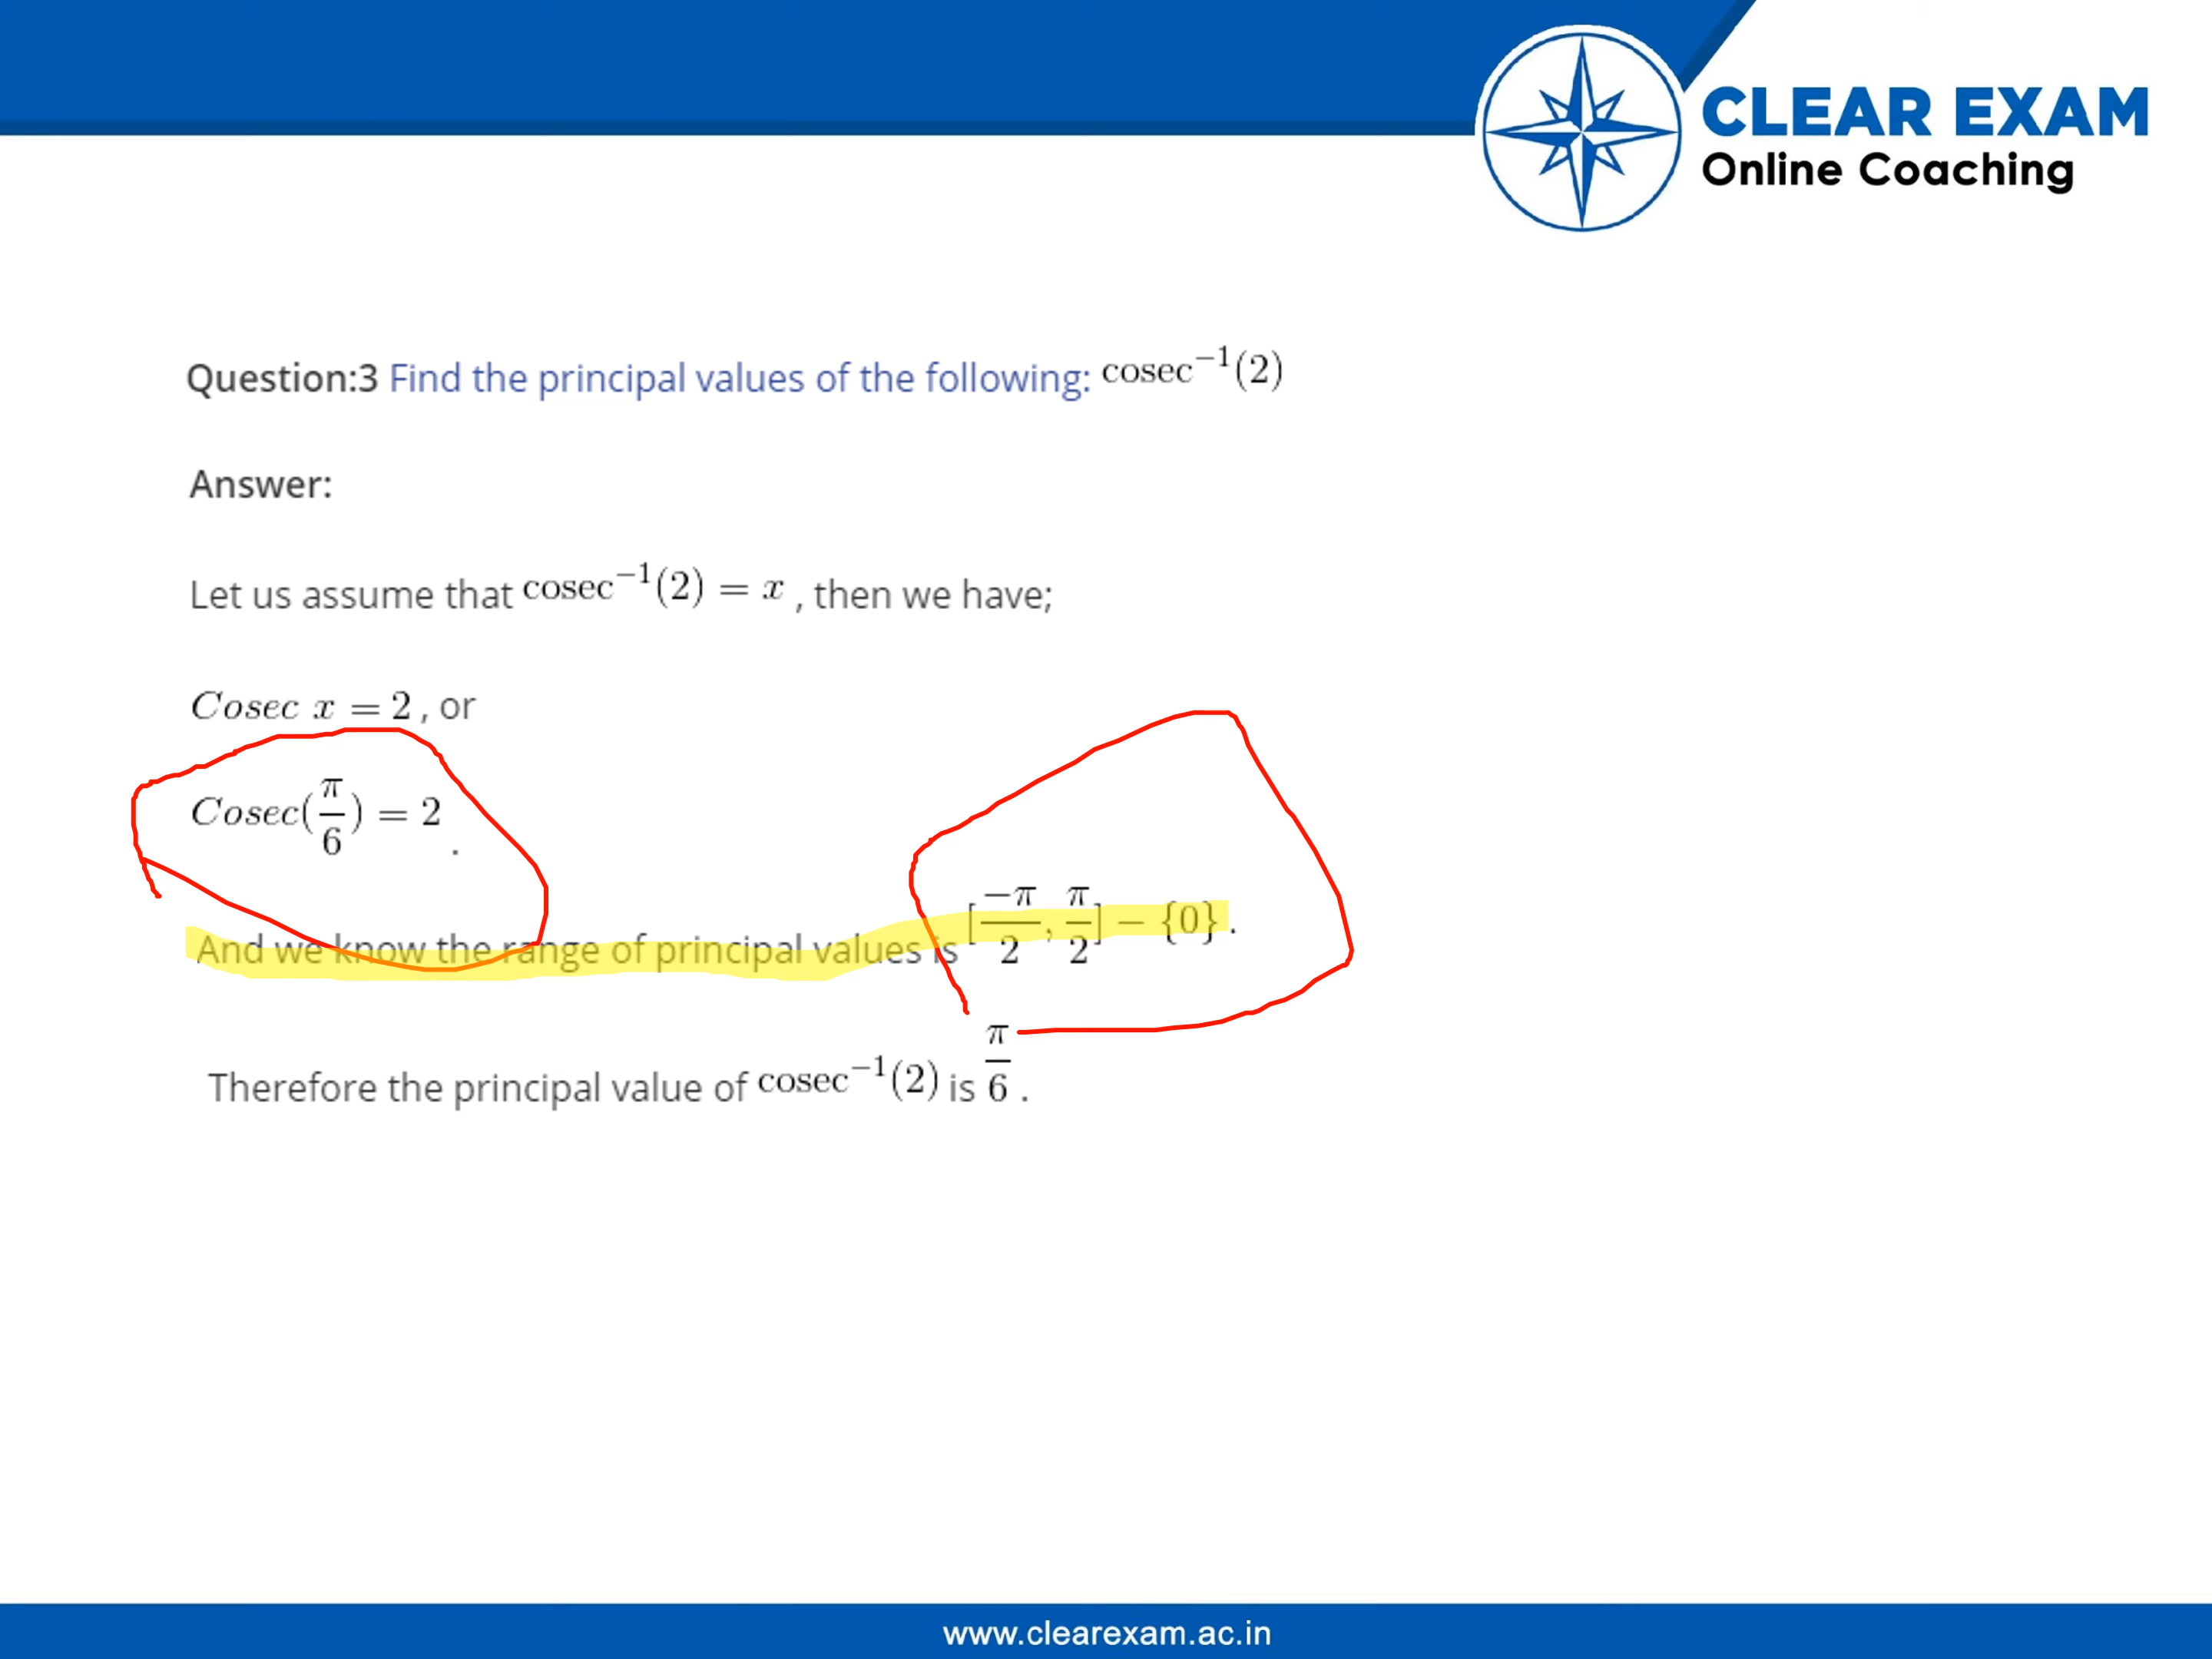 CLEAR EXAM
Online Coaching
Question:3 Find the principal values of the following: cosec⁻¹(2)
Answer:
Let us assume that cosec⁻¹(2) = x , then we have;
Cosec x = 2 , or
Cosec(π/6) = 2 .
And we know the range of principal values is [-π/2, π/2] - {0} .
Therefore the principal value of cosec⁻¹(2) is π/6 .
www.clearexam.ac.in